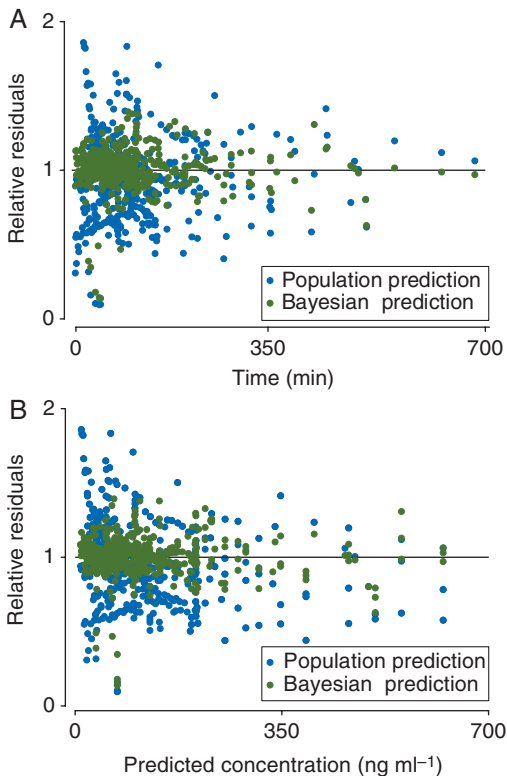 A
2
Relative residuals
1
Population prediction
Bayesian prediction
0
0 350 700
Time (min)
B
2
Relative residuals
1
Population prediction
Bayesian prediction
0
0 350 700
Predicted concentration (ng ml⁻¹)